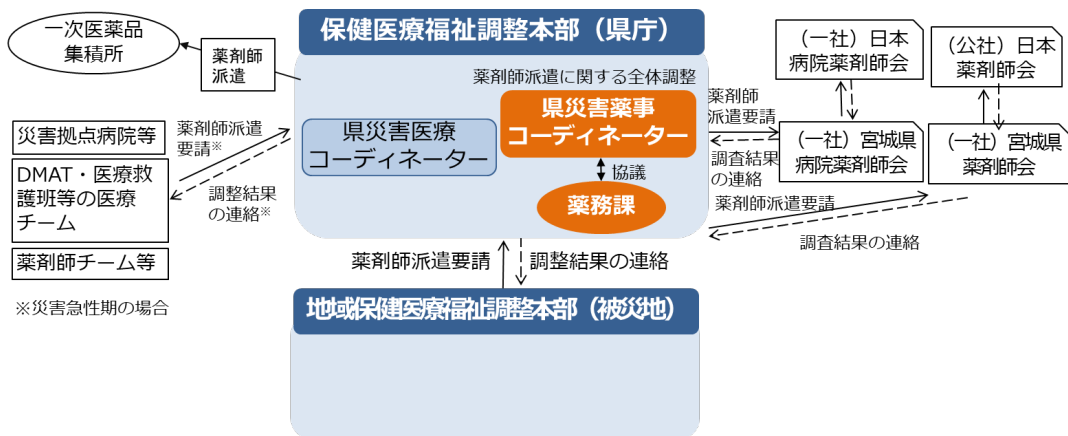 一次医薬品
集積所
薬剤師
派遣
保健医療福祉調整本部（県庁）
薬剤師派遣に関する全体調整
県災害医療
コーディネーター
県災害薬事
コーディネーター
協議
薬務課
災害拠点病院等
DMAT・医療救
護班等の医療
チーム
薬剤師チーム等
※災害急性期の場合
薬剤師派遣
要請※
調整結果
の連絡※
薬剤師
派遣要請
調査結果
の連絡
（一社）日本
病院薬剤師会
（公社）日本
薬剤師会
（一社）宮城県
病院薬剤師会
（一社）宮城県
薬剤師会
薬剤師派遣要請
調査結果の連絡
薬剤師派遣要請
調整結果の連絡
地域保健医療福祉調整本部（被災地）